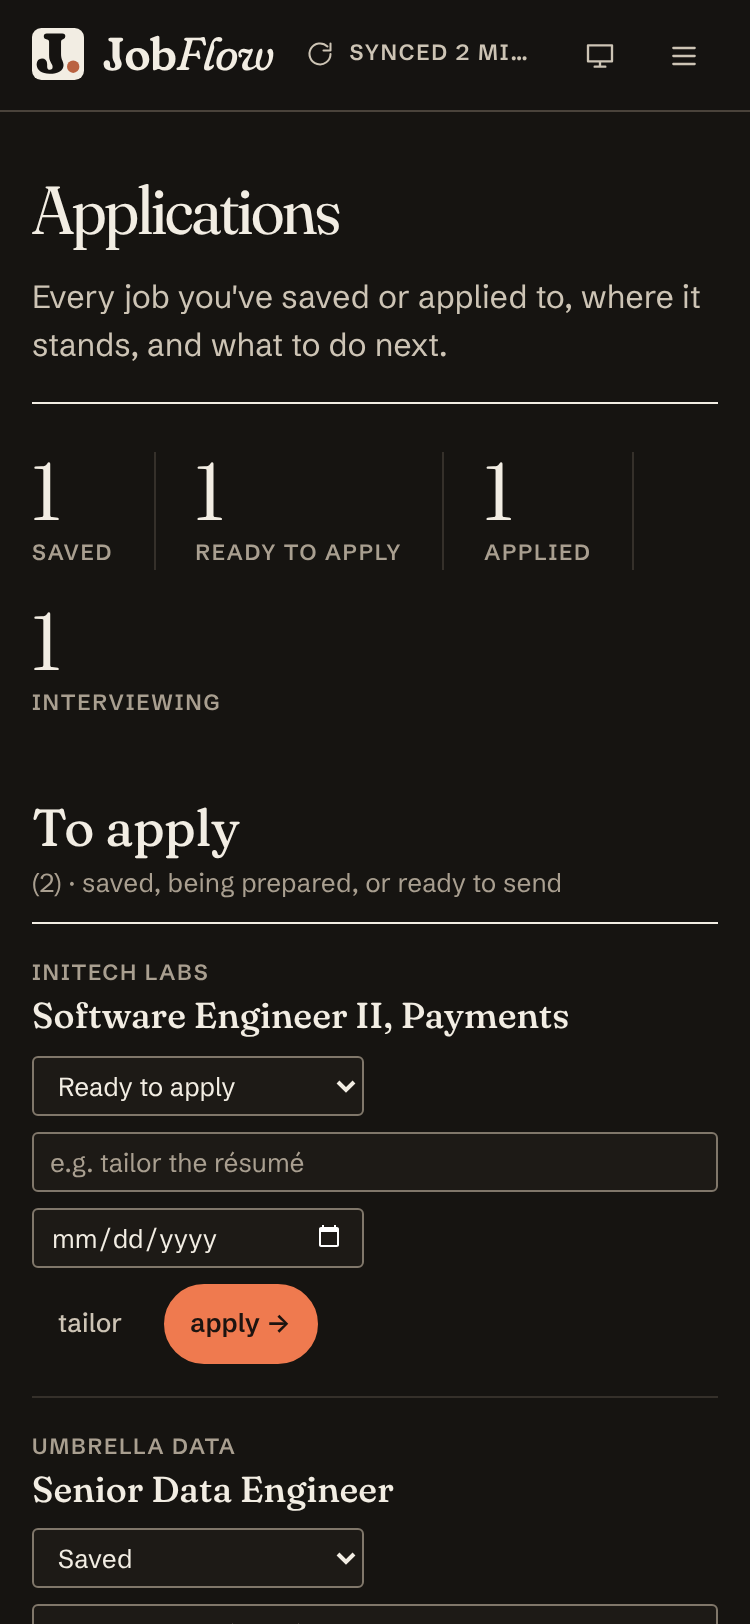 J.
JobFlow
SYNCED 2 MI…
Applications
Every job you've saved or applied to, where it
stands, and what to do next.
1
SAVED
1
READY TO APPLY
1
APPLIED
1
INTERVIEWING
To apply
(2) · saved, being prepared, or ready to send
INITECH LABS
Software Engineer II, Payments
Ready to apply
e.g. tailor the résumé
mm/dd/yyyy
tailor
apply →
UMBRELLA DATA
Senior Data Engineer
Saved